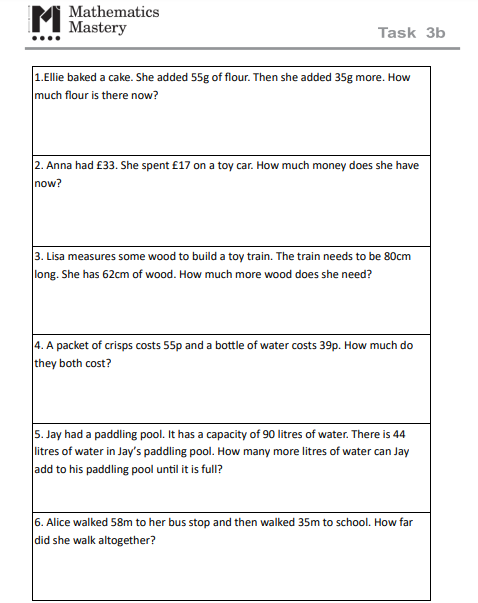 Mathematics
Mastery
Task 3b
1.Ellie baked a cake. She added 55g of flour. Then she added 35g more. How
much flour is there now?
2. Anna had £33. She spent £17 on a toy car. How much money does she have
now?
3. Lisa measures some wood to build a toy train. The train needs to be 80cm
long. She has 62cm of wood. How much more wood does she need?
4. A packet of crisps costs 55p and a bottle of water costs 39p. How much do
they both cost?
5. Jay had a paddling pool. It has a capacity of 90 litres of water. There is 44
litres of water in Jay's paddling pool. How many more litres of water can Jay
add to his paddling pool until it is full?
6. Alice walked 58m to her bus stop and then walked 35m to school. How far
did she walk altogether?